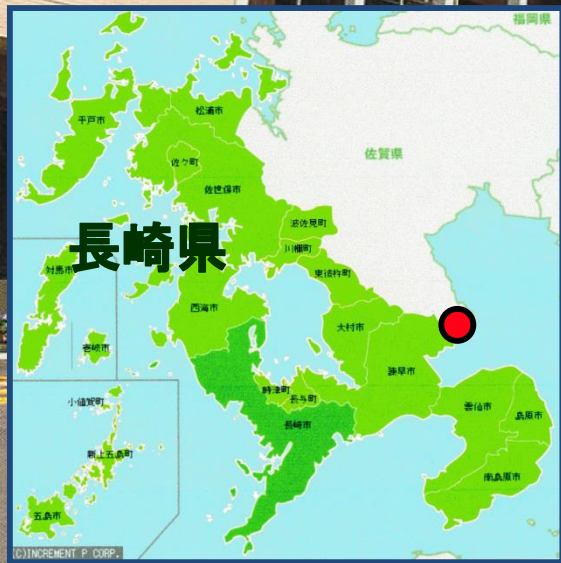 福岡県
松浦市
平戸市
佐賀県
佐々町
佐世保市
波佐見町
長崎県
川棚町
対馬市
東彼杵町
西海市
大村市
壱岐市
諫早市
時津町
長与町
小値賀町
雲仙市
島原市
長崎市
新上五島町
南島原市
五島市
(C)INCREMENT P CORP.